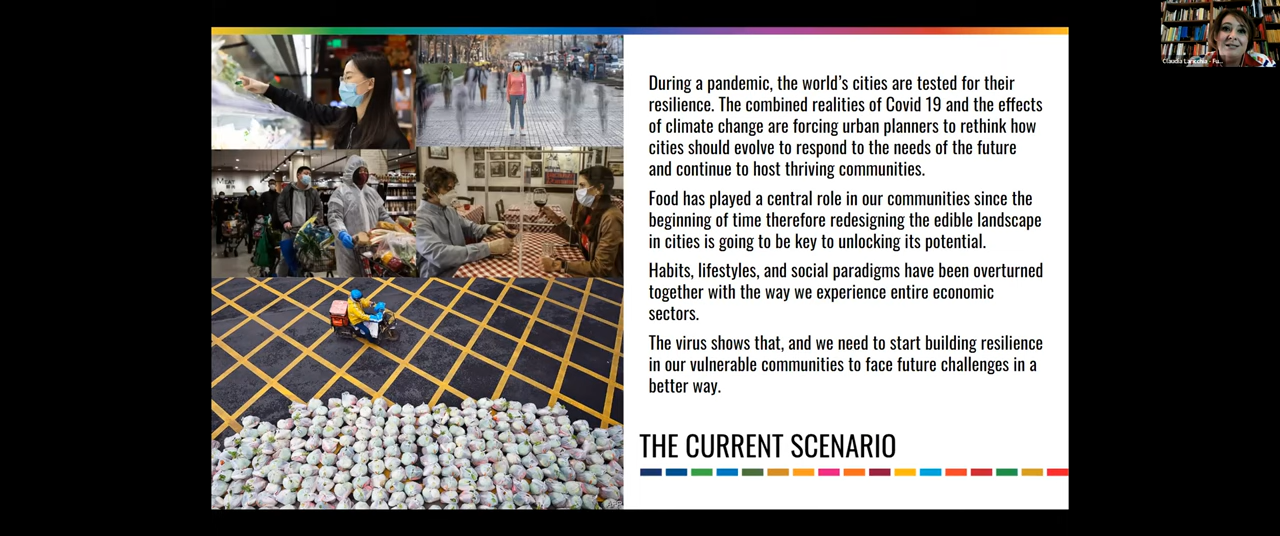 Claudia Laricchia - Fu...
During a pandemic, the world's cities are tested for their
resilience. The combined realities of Covid 19 and the effects
of climate change are forcing urban planners to rethink how
cities should evolve to respond to the needs of the future
and continue to host thriving communities.
Food has played a central role in our communities since the
beginning of time therefore redesigning the edible landscape
in cities is going to be key to unlocking its potential.
Habits, lifestyles, and social paradigms have been overturned
together with the way we experience entire economic
sectors.
The virus shows that, and we need to start building resilience
in our vulnerable communities to face future challenges in a
better way.
THE CURRENT SCENARIO